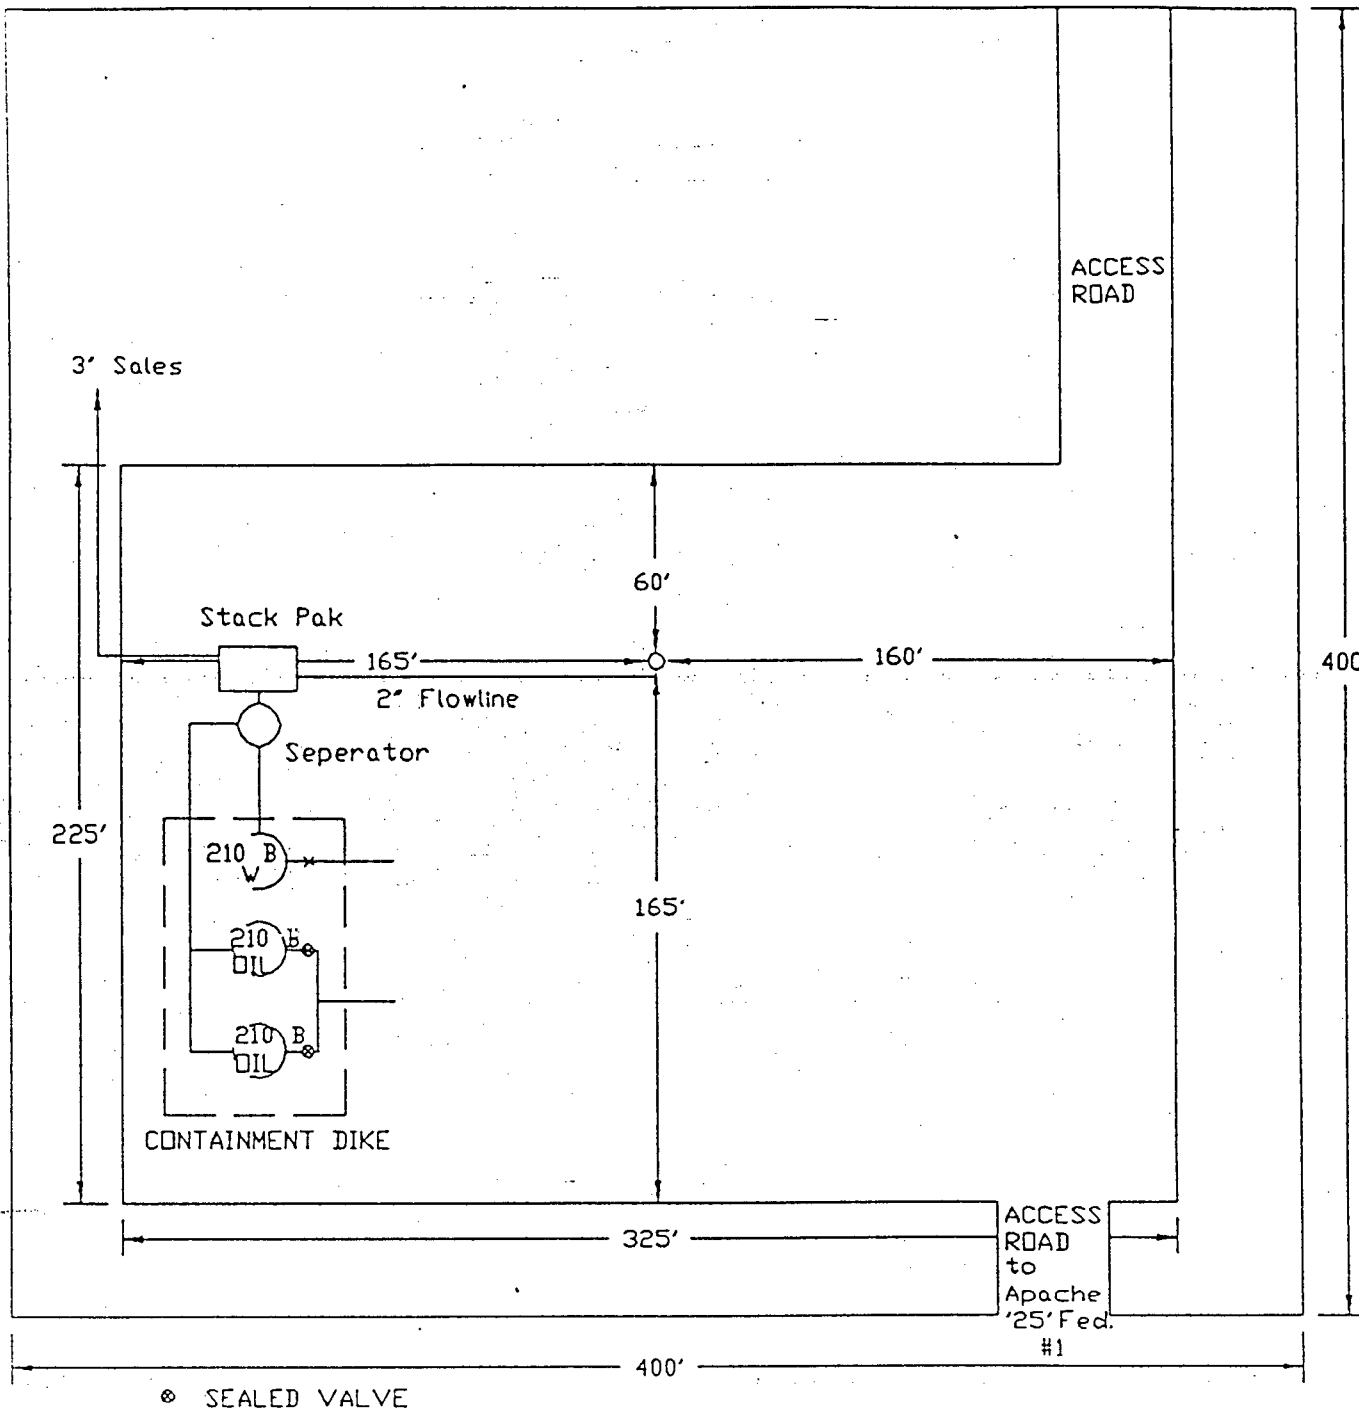 ACCESS
ROAD
3" Sales
60'
Stack Pak
165'
160'
400
2" Flowline
Seperator
225'
210 B
W
165'
210 B
OIL
210 B
OIL
CONTAINMENT DIKE
ACCESS
ROAD
to
Apache
'25' Fed.
#1
325'
400'
⊗ SEALED VALVE